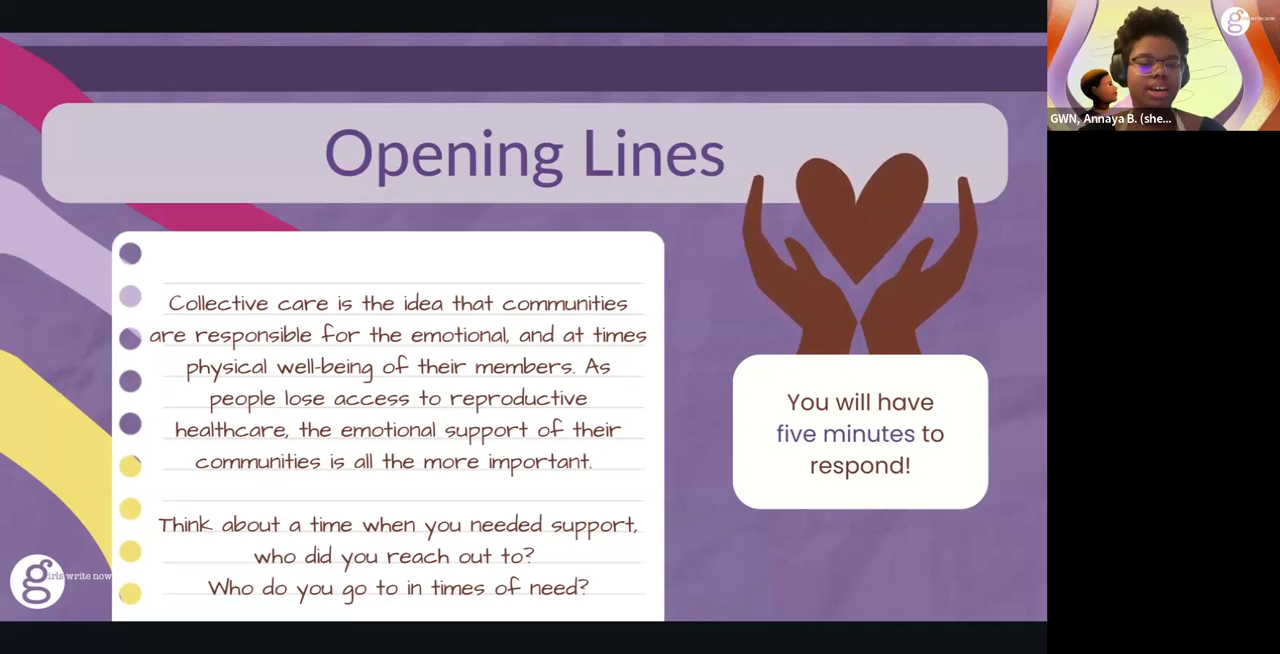 Opening Lines
Collective care is the idea that communities
are responsible for the emotional, and at times
physical well-being of their members. As
people lose access to reproductive
healthcare, the emotional support of their
communities is all the more important.
Think about a time when you needed support,
who did you reach out to?
Who do you go to in times of need?
You will have
five minutes to
respond!
girls write now
GWN, Annaya B. (she...